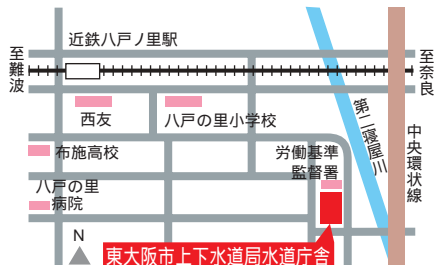 近鉄八戸ノ里駅
至難波
至奈良
西友
八戸の里小学校
第二寝屋川
中央環状線
布施高校
労働基準
監督署
八戸の里
病院
N
東大阪市上下水道局水道庁舎